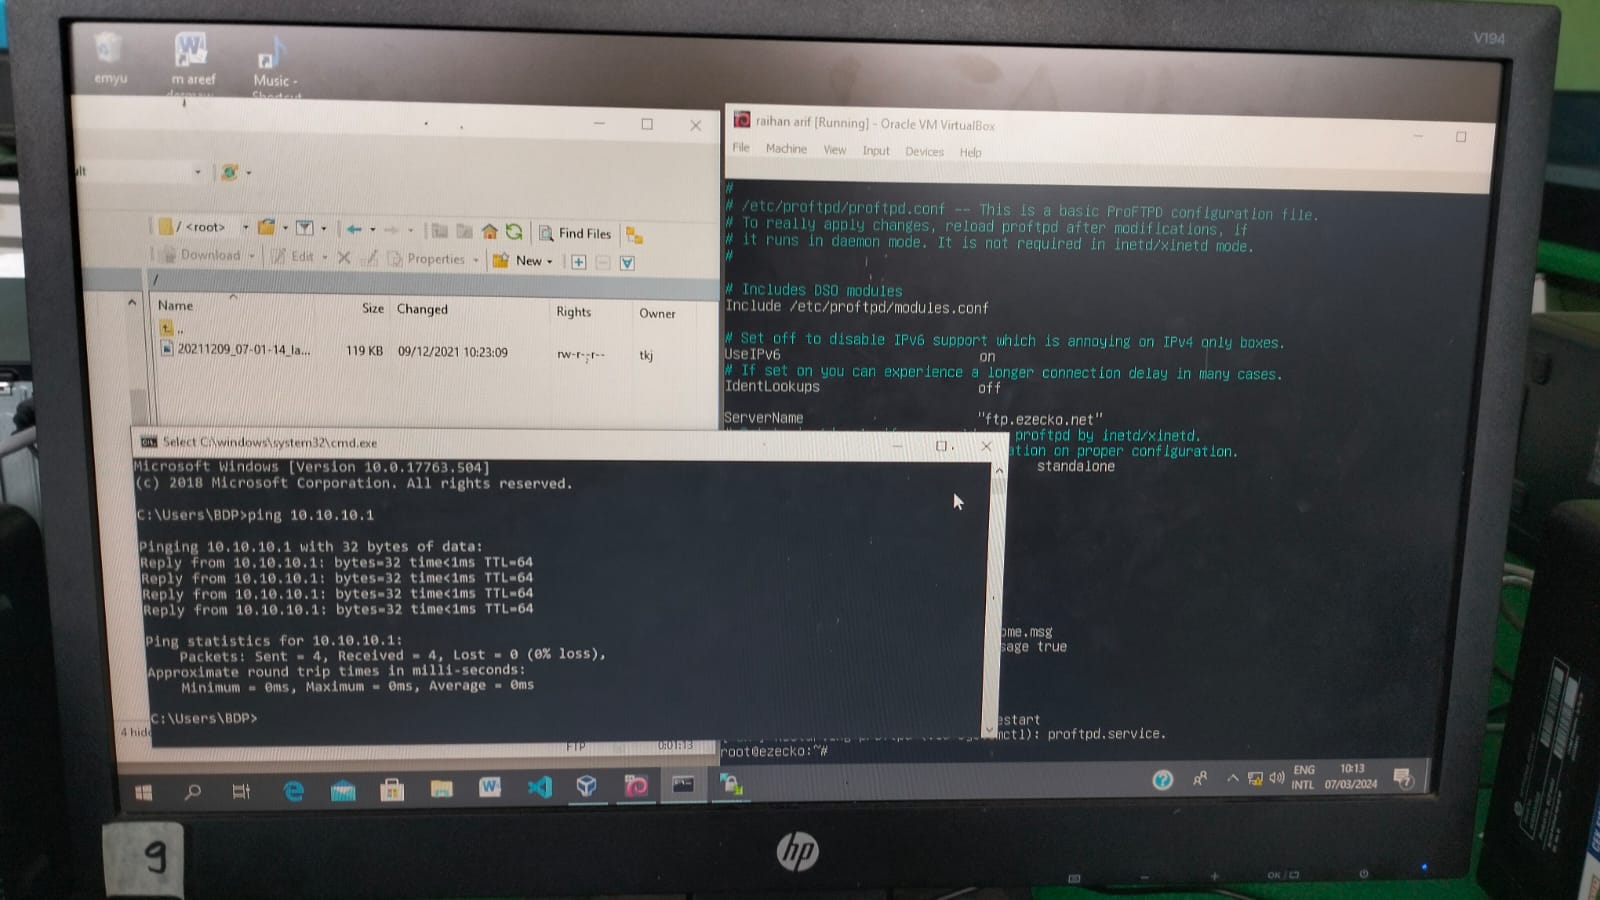 V194
emyu
m areef
Music -
raihan arif [Running] - Oracle VM VirtualBox
File Machine View Input Devices Help
/ <root>
Find Files
Download
Edit
Properties
New
/
Name Size Changed Rights Owner
..
20211209_07-01-14_la... 119 KB 09/12/2021 10:23:09 rw-r--r-- tkj
#
# /etc/proftpd/proftpd.conf -- This is a basic ProFTPD configuration file.
# To really apply changes, reload proftpd after modifications, if
# it runs in daemon mode. It is not required in inetd/xinetd mode.
#
# Includes DSO modules
Include /etc/proftpd/modules.conf
# Set off to disable IPv6 support which is annoying on IPv4 only boxes.
UseIPv6 on
# If set on you can experience a longer connection delay in many cases.
IdentLookups off
ServerName "ftp.ezecko.net"
proftpd by inetd/xinetd.
ation on proper configuration.
standalone
ome.msg
sage true
estart
ctl): proftpd.service.
root@ezecko:~#
Select C:\windows\system32\cmd.exe
Microsoft Windows [Version 10.0.17763.504]
(c) 2018 Microsoft Corporation. All rights reserved.
C:\Users\BDP>ping 10.10.10.1
Pinging 10.10.10.1 with 32 bytes of data:
Reply from 10.10.10.1: bytes=32 time<1ms TTL=64
Reply from 10.10.10.1: bytes=32 time<1ms TTL=64
Reply from 10.10.10.1: bytes=32 time<1ms TTL=64
Reply from 10.10.10.1: bytes=32 time<1ms TTL=64
Ping statistics for 10.10.10.1:
Packets: Sent = 4, Received = 4, Lost = 0 (0% loss),
Approximate round trip times in milli-seconds:
Minimum = 0ms, Maximum = 0ms, Average = 0ms
C:\Users\BDP>
4 hidd
FTP 0:01:13
ENG
INTL
10:13
07/03/2024
9
hp
OK